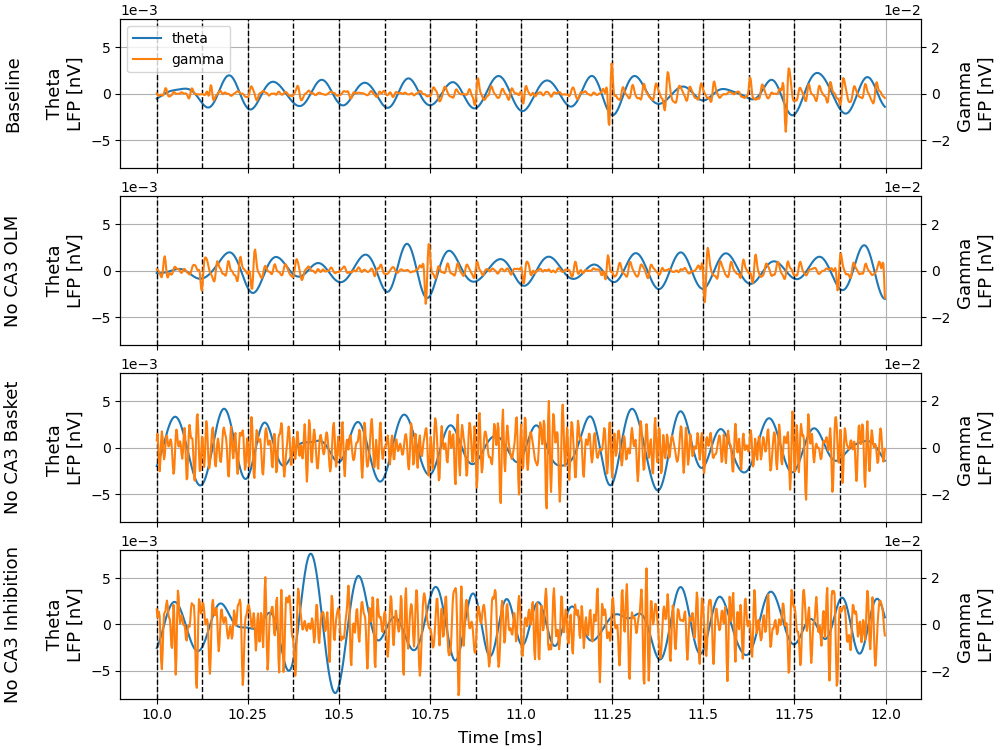 1e−3
1e−2
Baseline
Theta
LFP [nV]
5
0
−5
theta
gamma
2
0
−2
Gamma
LFP [nV]
1e−3
1e−2
No CA3 OLM
Theta
LFP [nV]
5
0
−5
2
0
−2
Gamma
LFP [nV]
1e−3
1e−2
No CA3 Basket
Theta
LFP [nV]
5
0
−5
2
0
−2
Gamma
LFP [nV]
1e−3
1e−2
No CA3 Inhibition
Theta
LFP [nV]
5
0
−5
2
0
−2
Gamma
LFP [nV]
10.0 10.25 10.5 10.75 11.0 11.25 11.5 11.75 12.0
Time [ms]